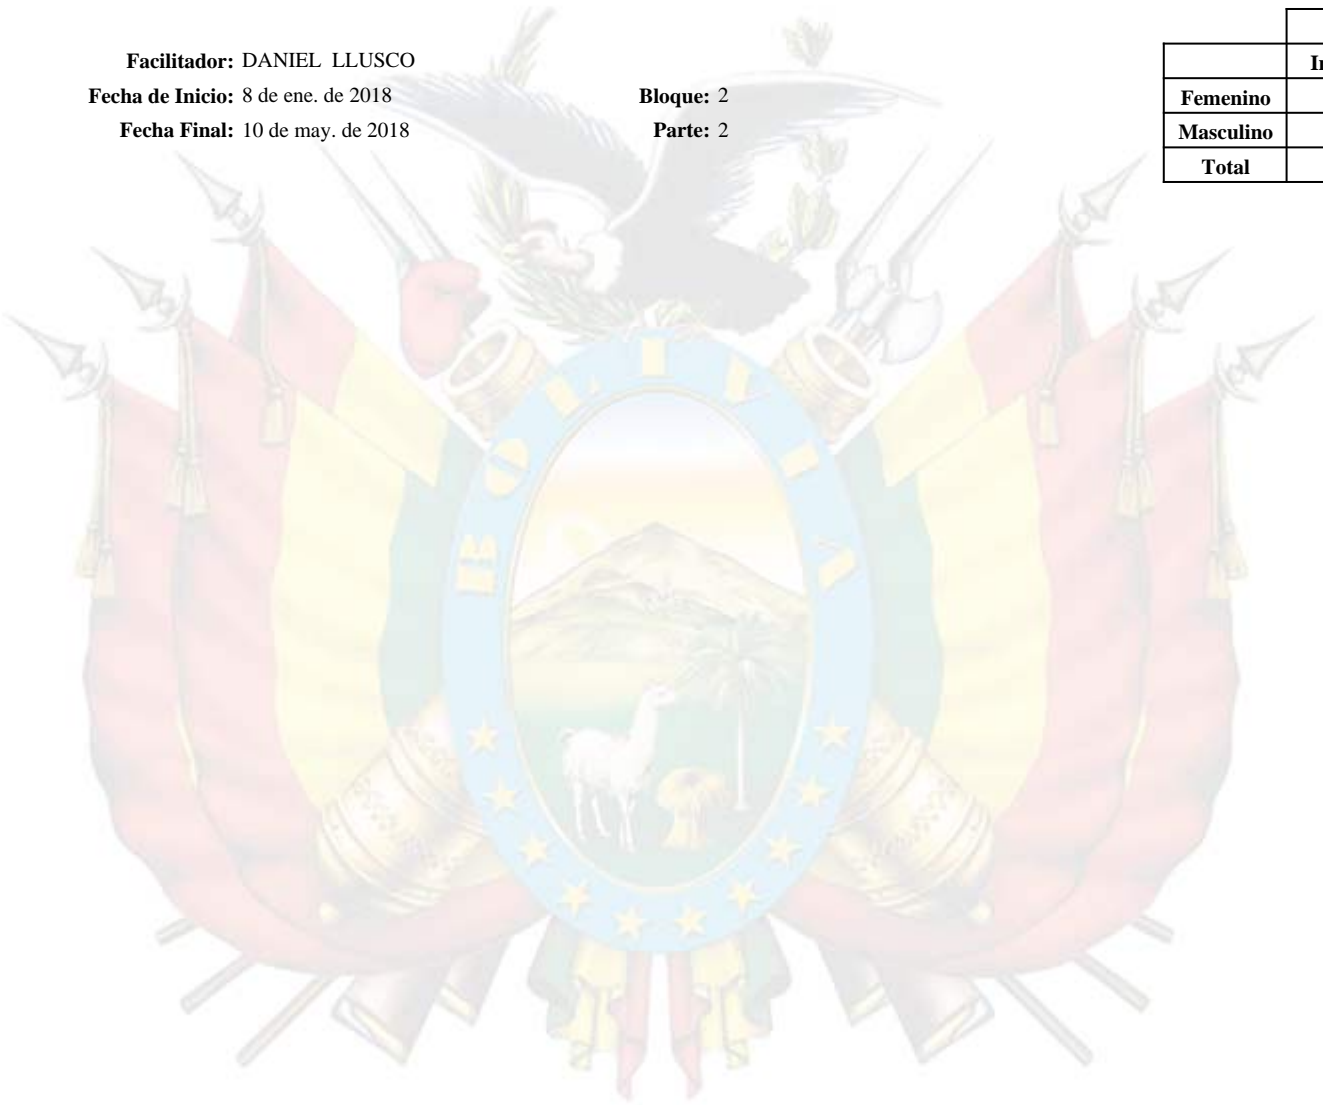 Facilitador: DANIEL LLUSCO
Fecha de Inicio: 8 de ene. de 2018
Bloque: 2
Fecha Final: 10 de may. de 2018
Parte: 2
Femenino
Masculino
Total
BOLIVIA